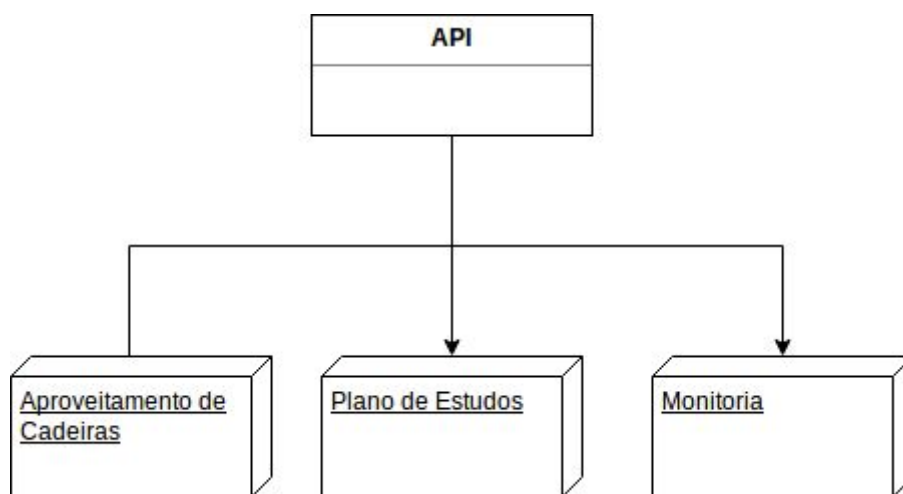 API
Aproveitamento de
Cadeiras
Plano de Estudos
Monitoria